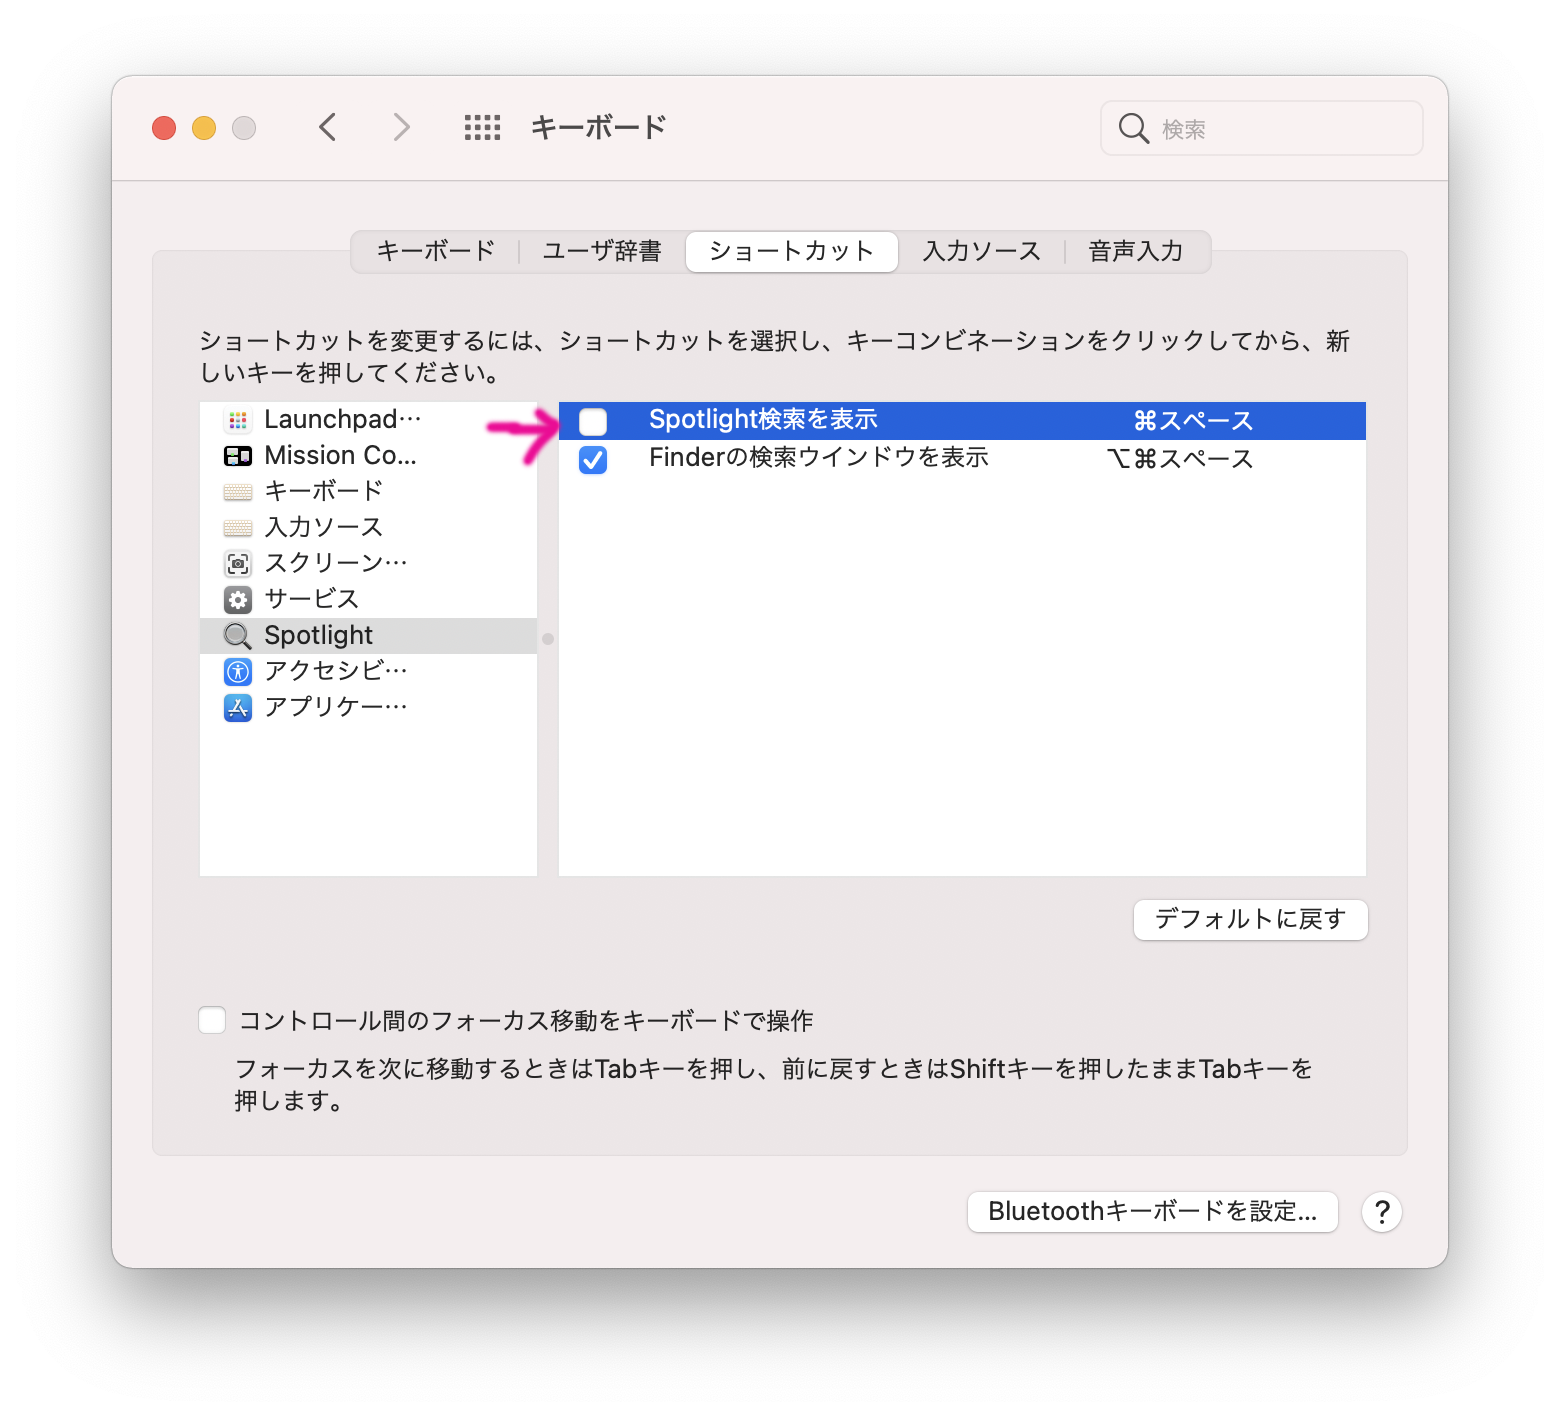 キーボード
検索
キーボード
ユーザ辞書
ショートカット
入力ソース
音声入力
ショートカットを変更するには、ショートカットを選択し、キーコンビネーションをクリックしてから、新
しいキーを押してください。
Launchpad…
Mission Co...
キーボード
入力ソース
スクリーン…
サービス
Spotlight
アクセシビ…
アプリケー…
Spotlight検索を表示 ⌘スペース
Finderの検索ウインドウを表示 ⌥⌘スペース
デフォルトに戻す
コントロール間のフォーカス移動をキーボードで操作
フォーカスを次に移動するときはTabキーを押し、前に戻すときはShiftキーを押したままTabキーを
押します。
Bluetoothキーボードを設定...
?